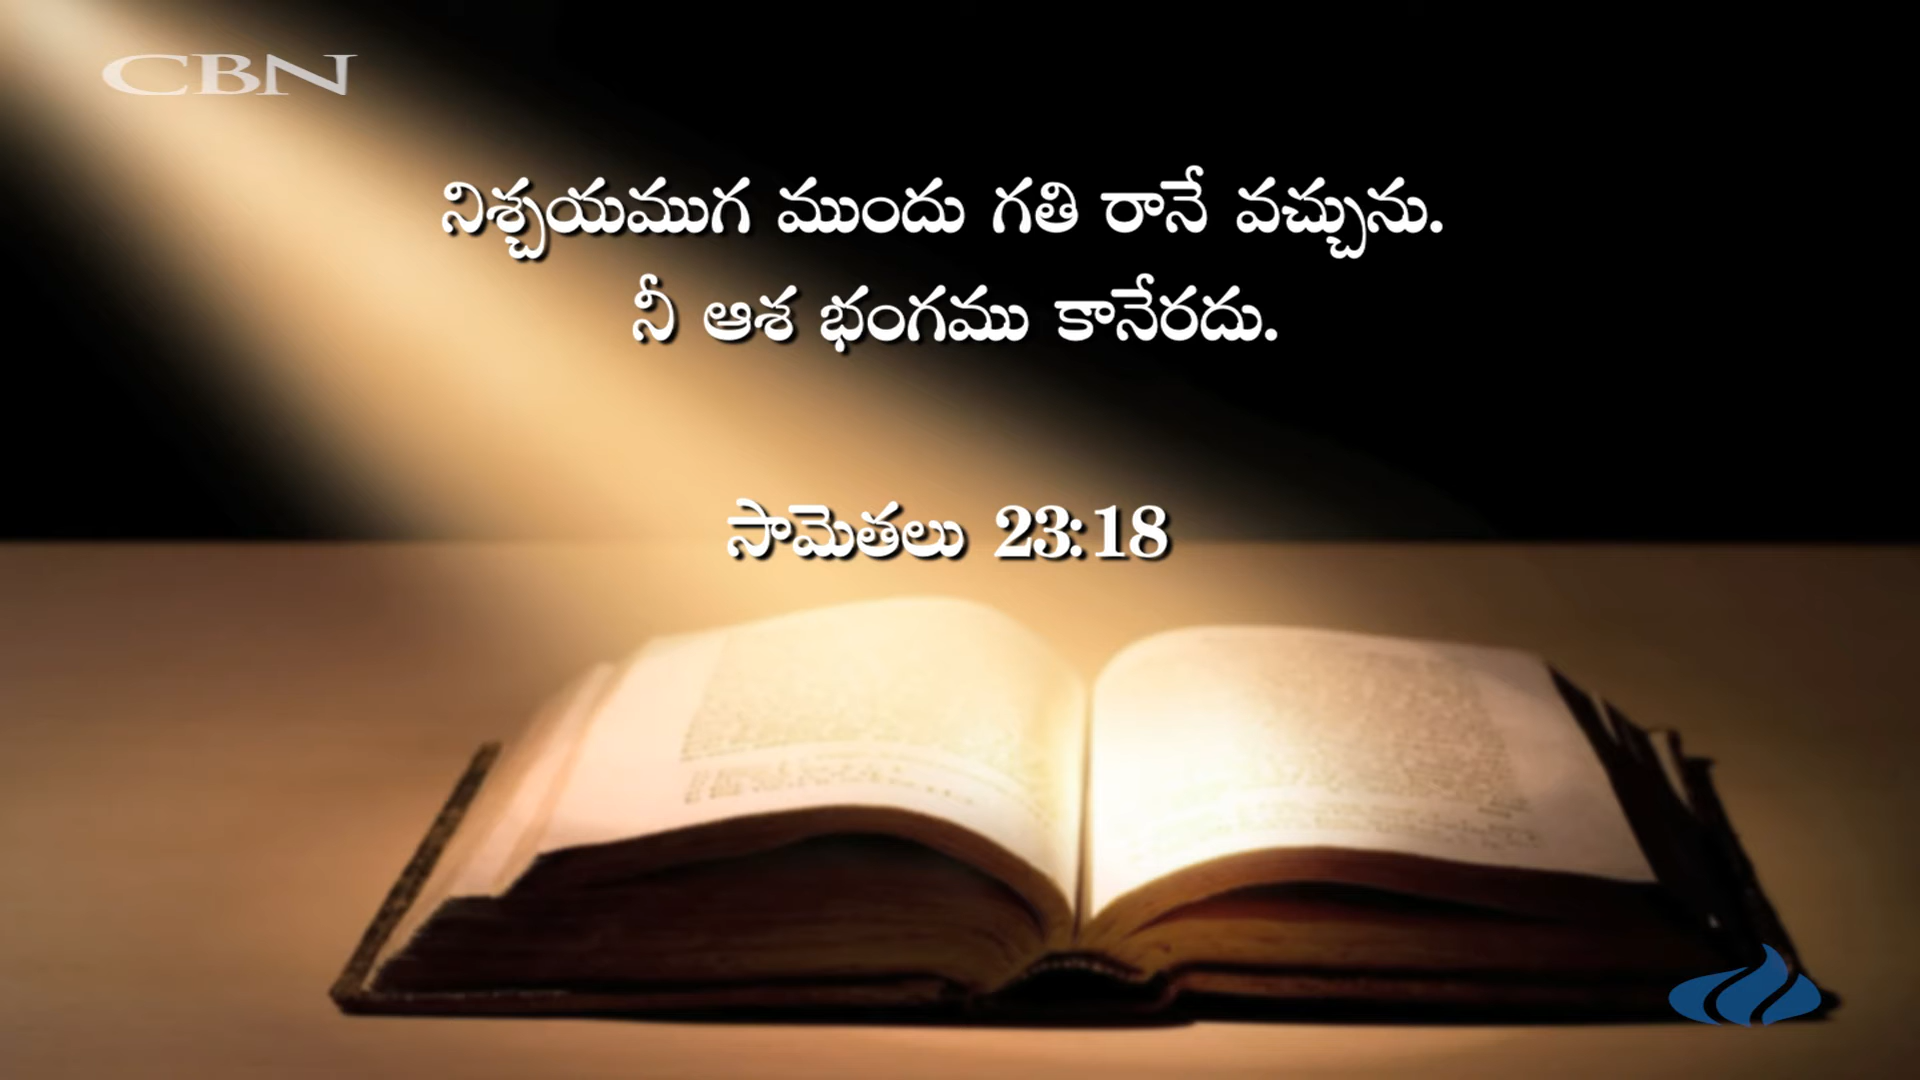 CBN
నిశ్చయముగ ముందు గతి రానే వచ్చును.
నీ ఆశ భంగము కానేరదు.
సామెతలు 23:18